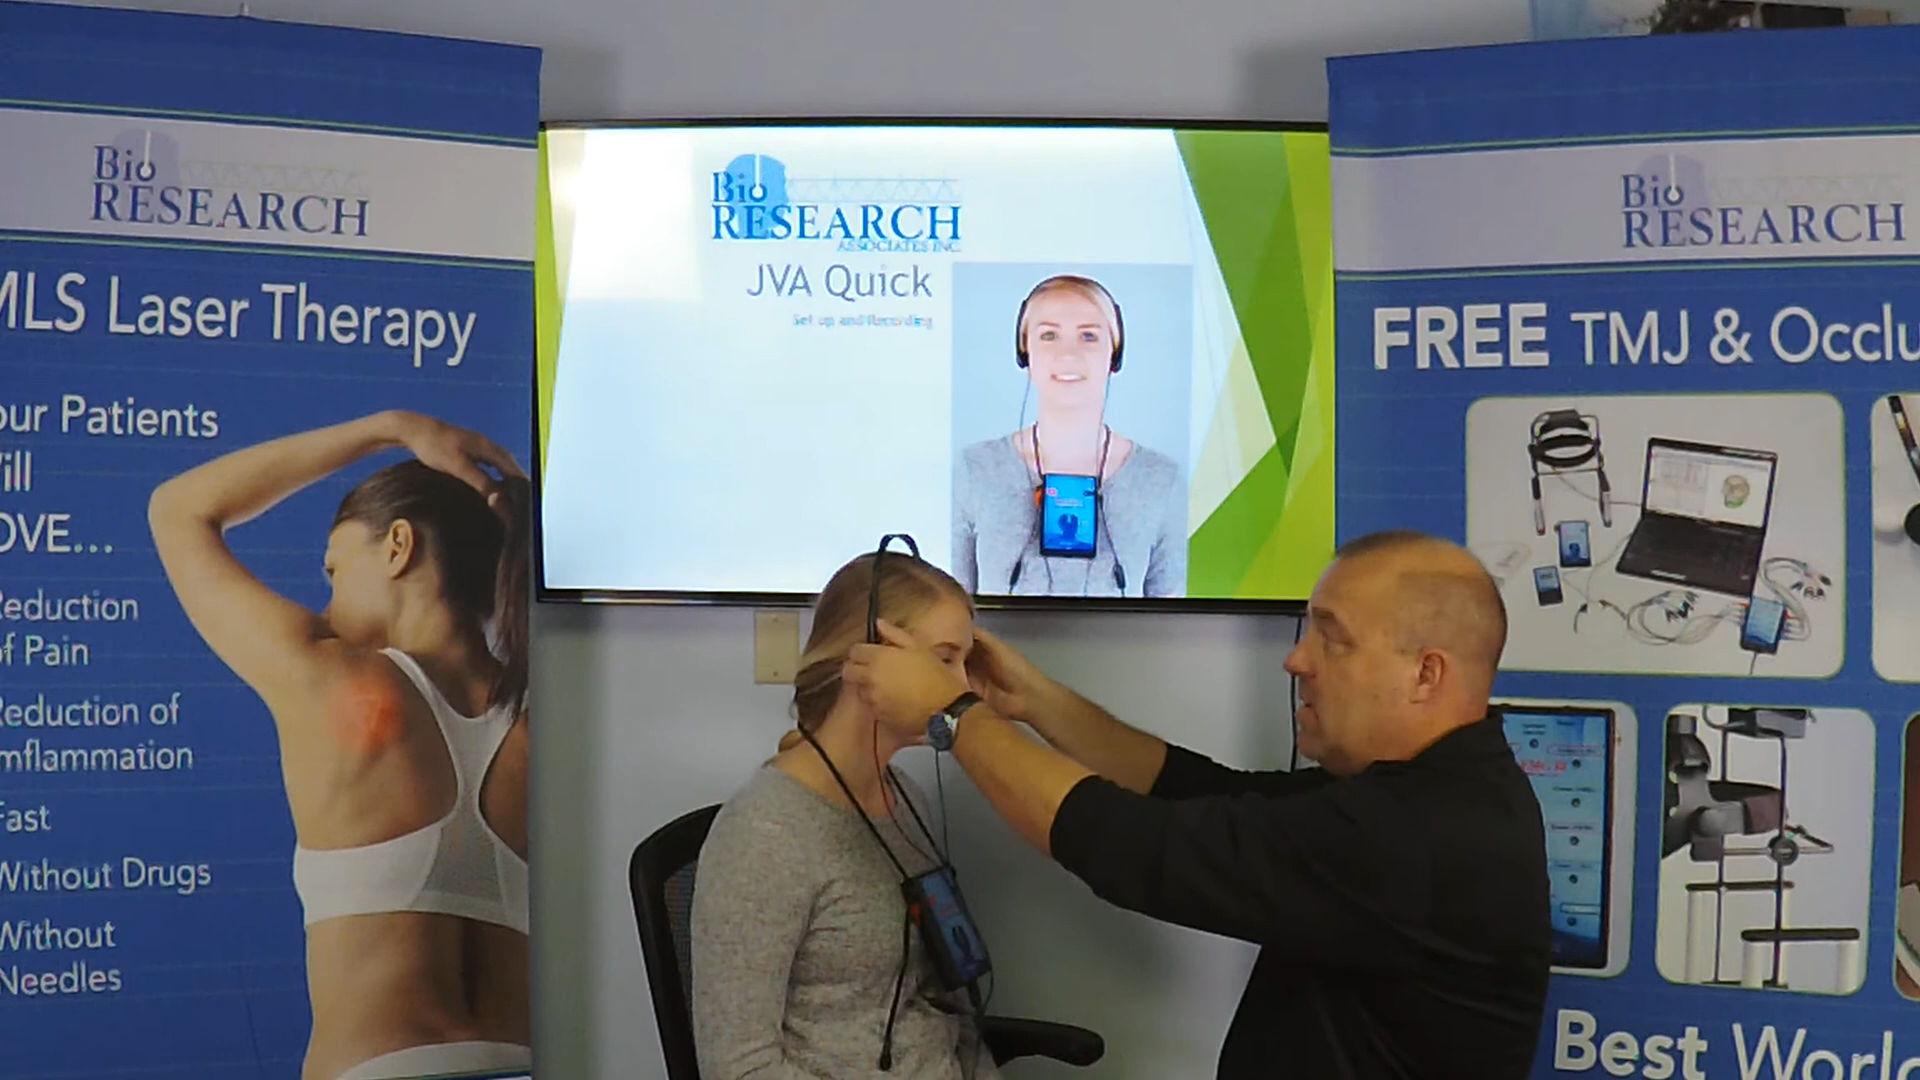 Bio
RESEARCH
MLS Laser Therapy
our Patients
ill
OVE...
Reduction
of Pain
Reduction of
Inflammation
Fast
Without Drugs
Without
Needles
Bio
RESEARCH
ASSOCIATES INC.
JVA Quick
Set up and Recording
Bio
RESEARCH
FREE TMJ & Occlu
Best World